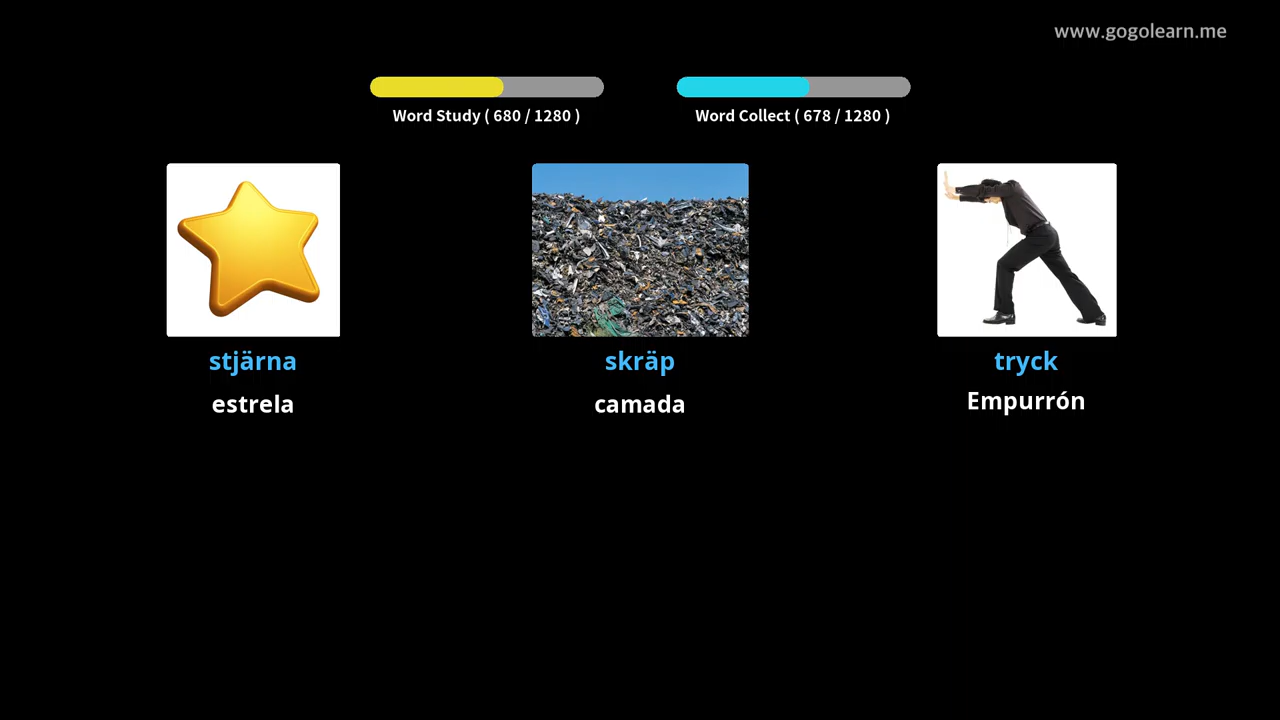 www.gogolearn.me
Word Study ( 680 / 1280 )
Word Collect ( 678 / 1280 )
stjärna
skräp
tryck
estrela
camada
Empurrón